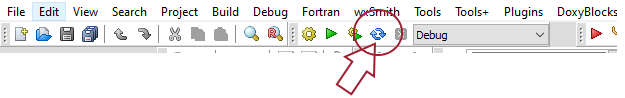 File Edit View Search Project Build Debug Fortran wxSmith Tools Tools+ Plugins DoxyBlocks
Debug